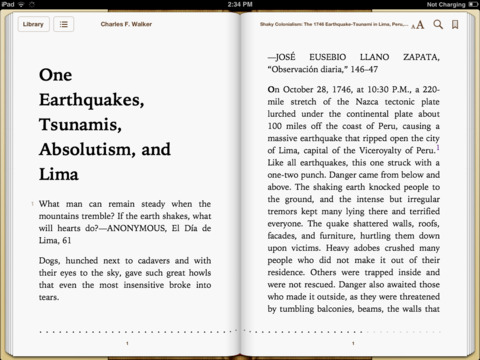 iPad
2:34 PM
Not Charging
Library
Charles F. Walker
Shaky Colonialism: The 1746 Earthquake-Tsunami in Lima, Peru,...
AA
One
Earthquakes,
Tsunamis,
Absolutism, and
Lima
1
What man can remain steady when the
mountains tremble? If the earth shakes, what
will hearts do?—ANONYMOUS, El Día de
Lima, 61
Dogs, hunched next to cadavers and with
their eyes to the sky, gave such great howls
that even the most insensitive broke into
tears.
1
—JOSÉ EUSEBIO LLANO ZAPATA,
“Observación diaria,” 146–47
On October 28, 1746, at 10:30 P.M., a 220-
mile stretch of the Nazca tectonic plate
lurched under the continental plate about
100 miles off the coast of Peru, causing a
massive earthquake that ripped open the city
of Lima, capital of the Viceroyalty of Peru.1
Like all earthquakes, this one struck with a
one-two punch. Danger came from below and
above. The shaking earth knocked people to
the ground, and the intense but irregular
tremors kept many lying there and terrified
everyone. The quake shattered walls, roofs,
facades, and furniture, hurtling them down
upon victims. Heavy adobes crushed many
people who did not make it out of their
residence. Others were trapped inside and
were not rescued. Danger also awaited those
who made it outside, as they were threatened
by tumbling balconies, beams, the walls that
1